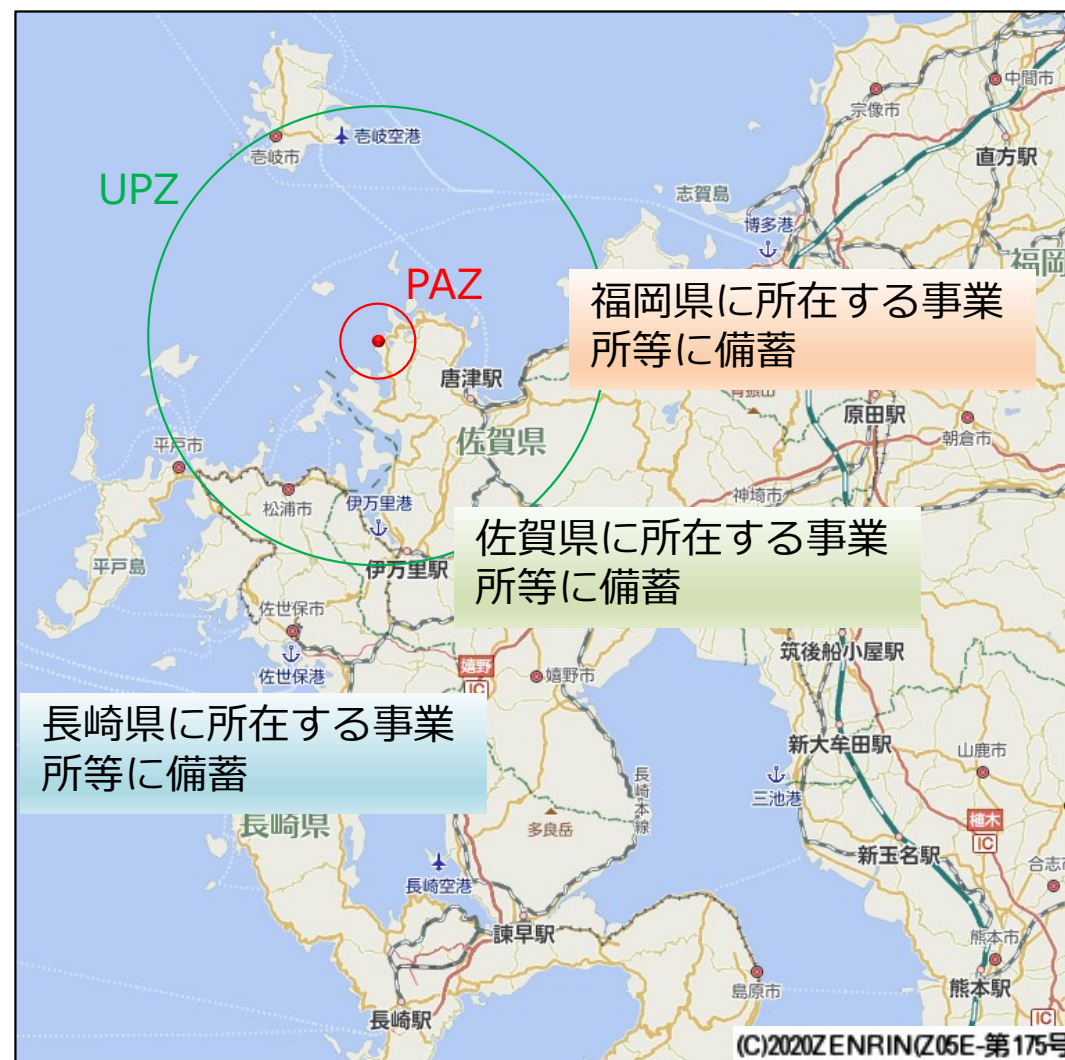 中間市
宗像市
壱岐空港
壱岐市
直方駅
UPZ
志賀島
博多港
福岡
PAZ
福岡県に所在する事業
所等に備蓄
唐津駅
原田駅
朝倉市
佐賀県
平戸市
神埼市
松浦市
伊万里港
佐賀県に所在する事業
所等に備蓄
平戸島
伊万里駅
佐世保市
筑後船小屋駅
佐世保港
嬉野
IC
嬉野市
長崎県に所在する事業
所等に備蓄
新大牟田駅
山鹿市
長崎本線
三池港
長崎県
多良岳
植木
IC
新玉名駅
合志市
長崎空港
諫早駅
熊本市
島原市
熊本駅
長崎駅
IC
(C)2020ZENRIN(Z05E-第175号